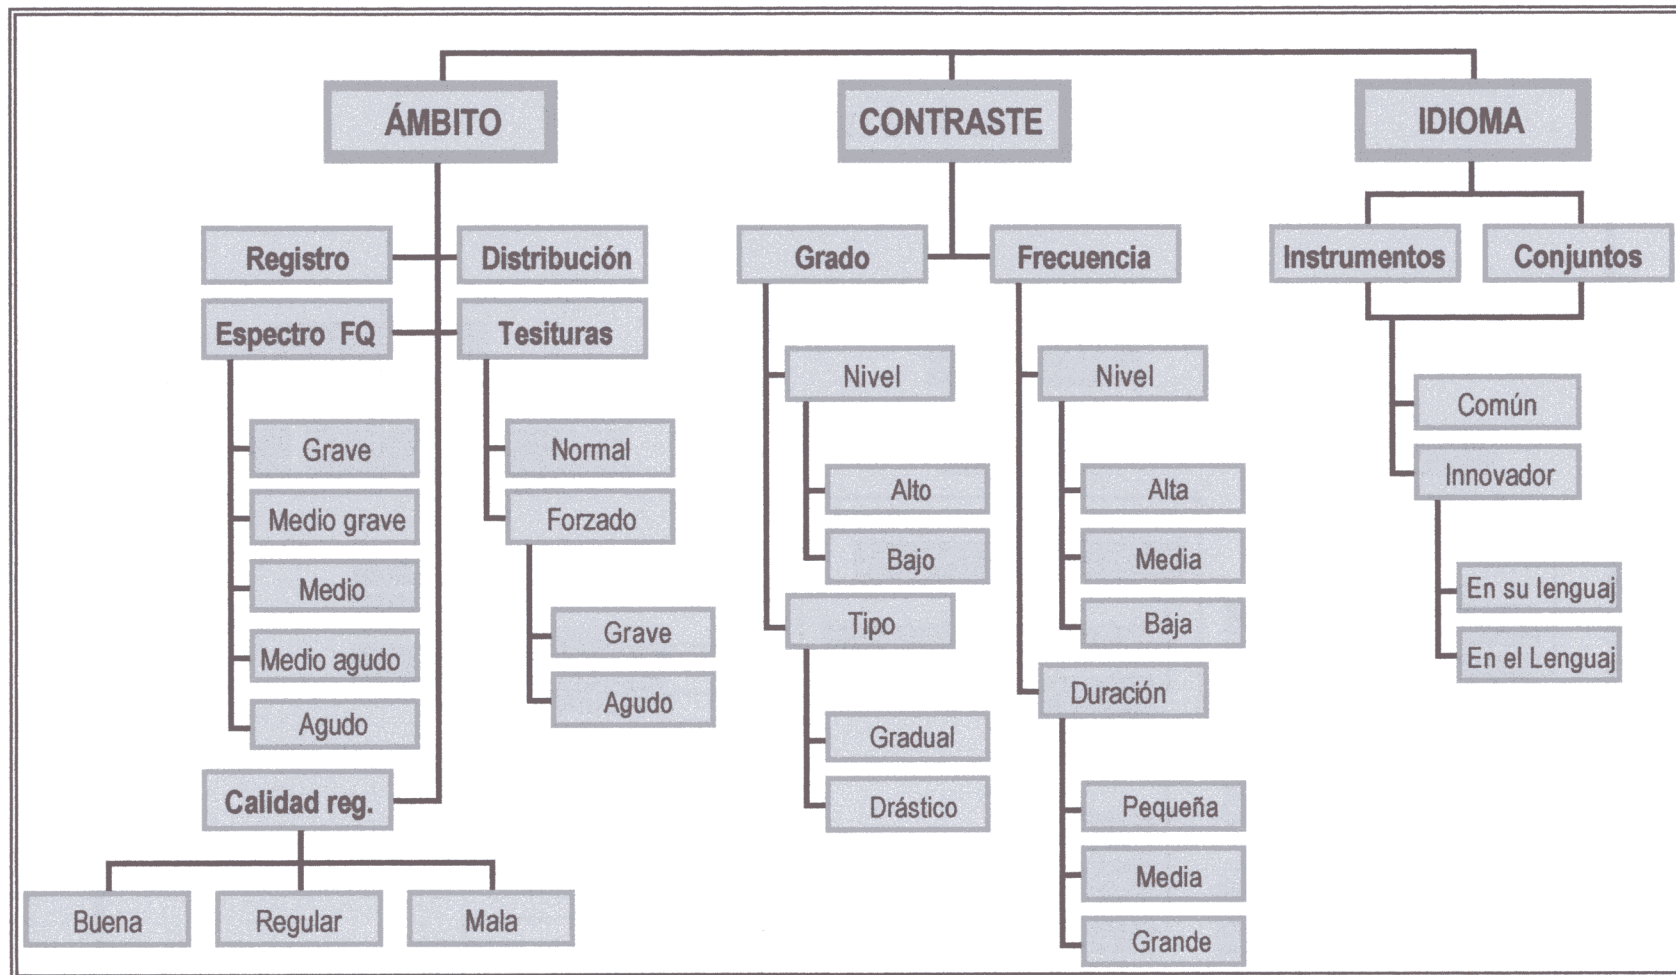 ÁMBITO
CONTRASTE
IDIOMA
Registro
Distribución
Espectro FQ
Tesituras
Grave
Medio grave
Medio
Medio agudo
Agudo
Normal
Forzado
Grave
Agudo
Calidad reg.
Buena
Regular
Mala
Grado
Frecuencia
Nivel
Alto
Bajo
Tipo
Gradual
Drástico
Nivel
Alta
Media
Baja
Duración
Pequeña
Media
Grande
Instrumentos
Conjuntos
Común
Innovador
En su lenguaj
En el Lenguaj